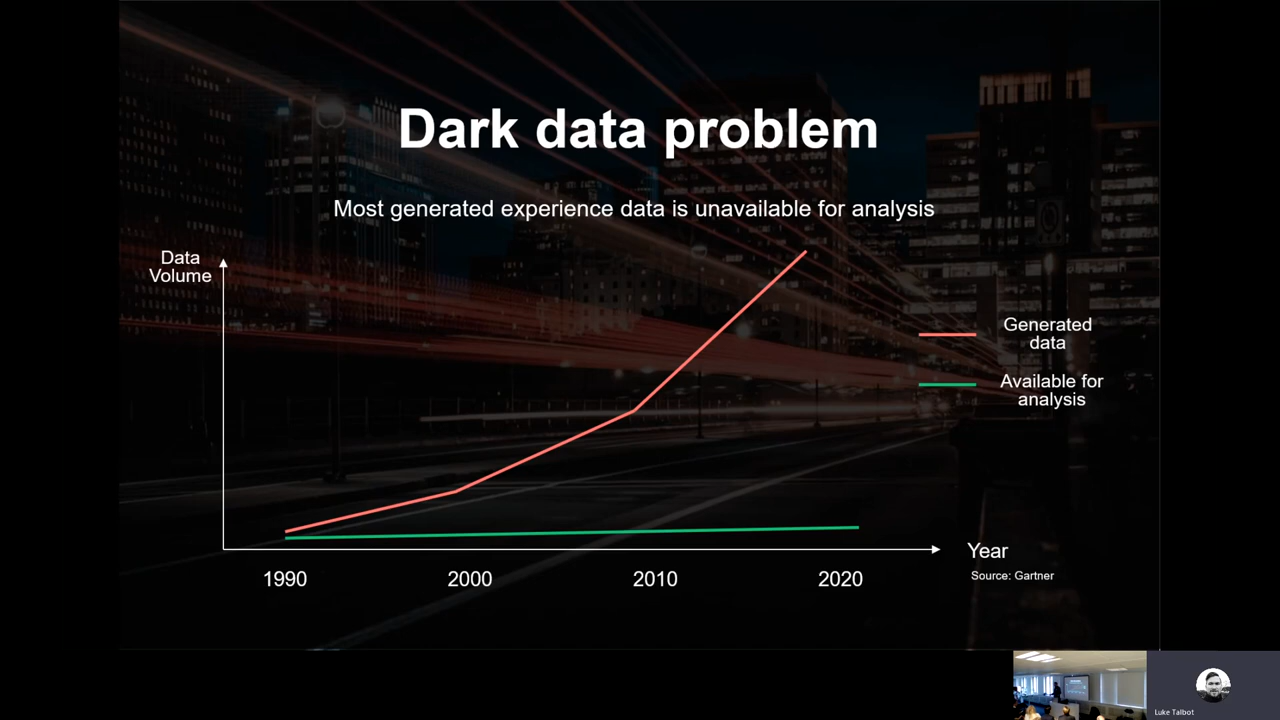 Dark data problem
Most generated experience data is unavailable for analysis
Data
Volume
Generated
data
Available for
analysis
1990
2000
2010
2020
Year
Source: Gartner
Luke Talbot